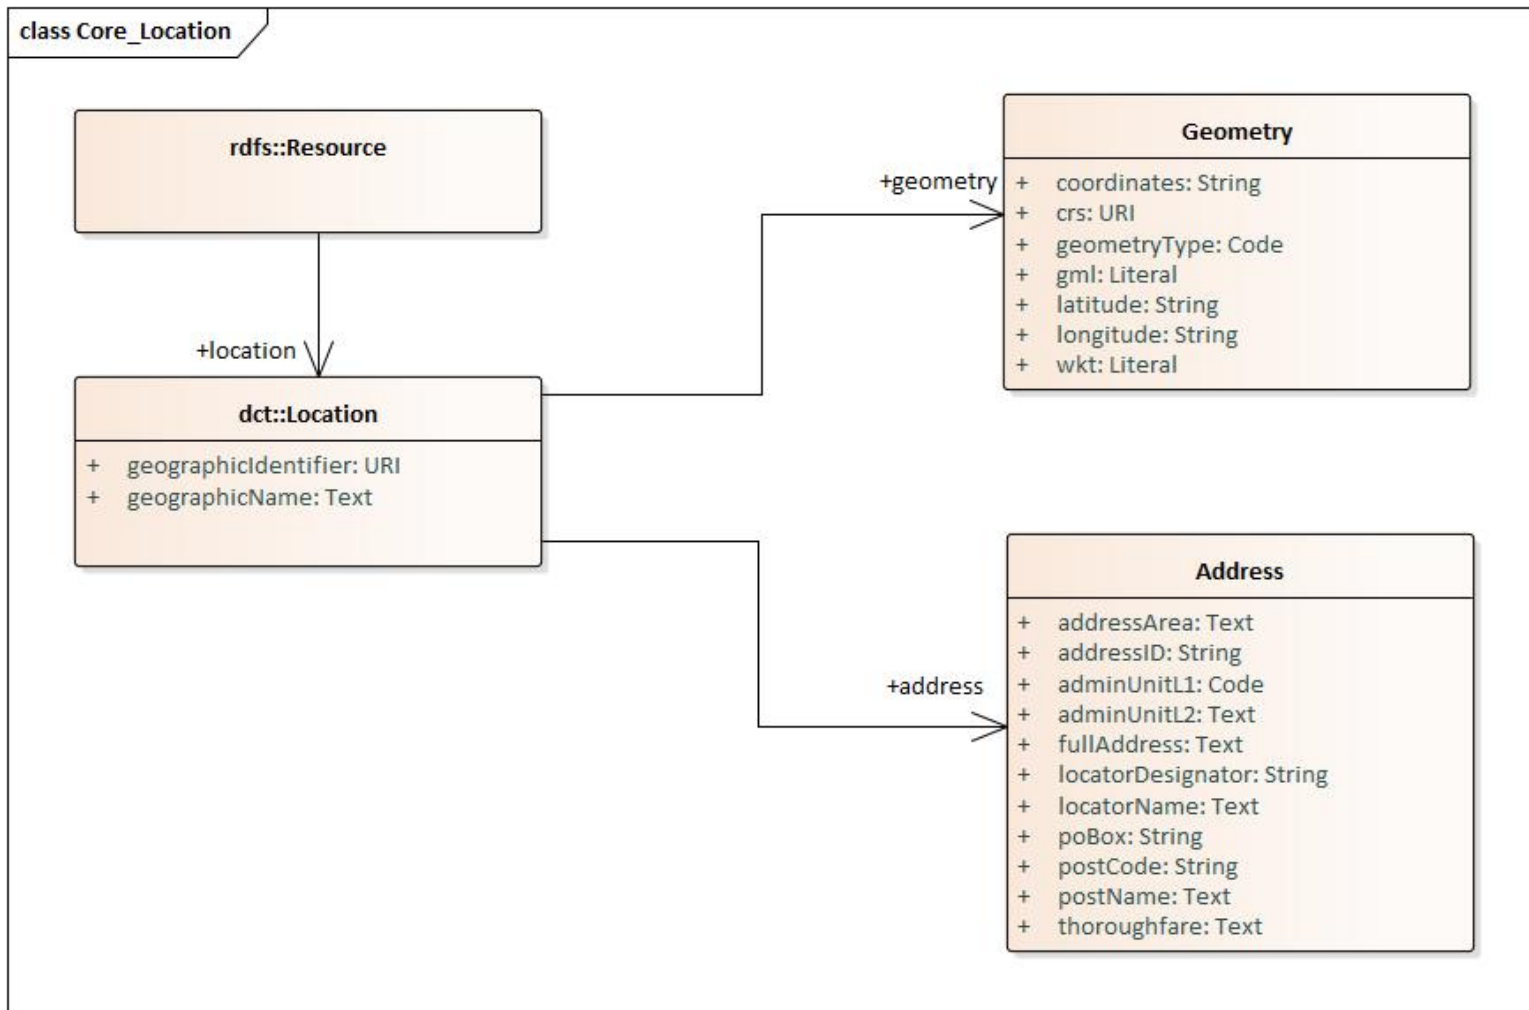 class Core_Location
rdfs::Resource
+location
dct::Location
+ geographicIdentifier: URI
+ geographicName: Text
+geometry
Geometry
+ coordinates: String
+ crs: URI
+ geometryType: Code
+ gml: Literal
+ latitude: String
+ longitude: String
+ wkt: Literal
+address
Address
+ addressArea: Text
+ addressID: String
+ adminUnitL1: Code
+ adminUnitL2: Text
+ fullAddress: Text
+ locatorDesignator: String
+ locatorName: Text
+ poBox: String
+ postCode: String
+ postName: Text
+ thoroughfare: Text